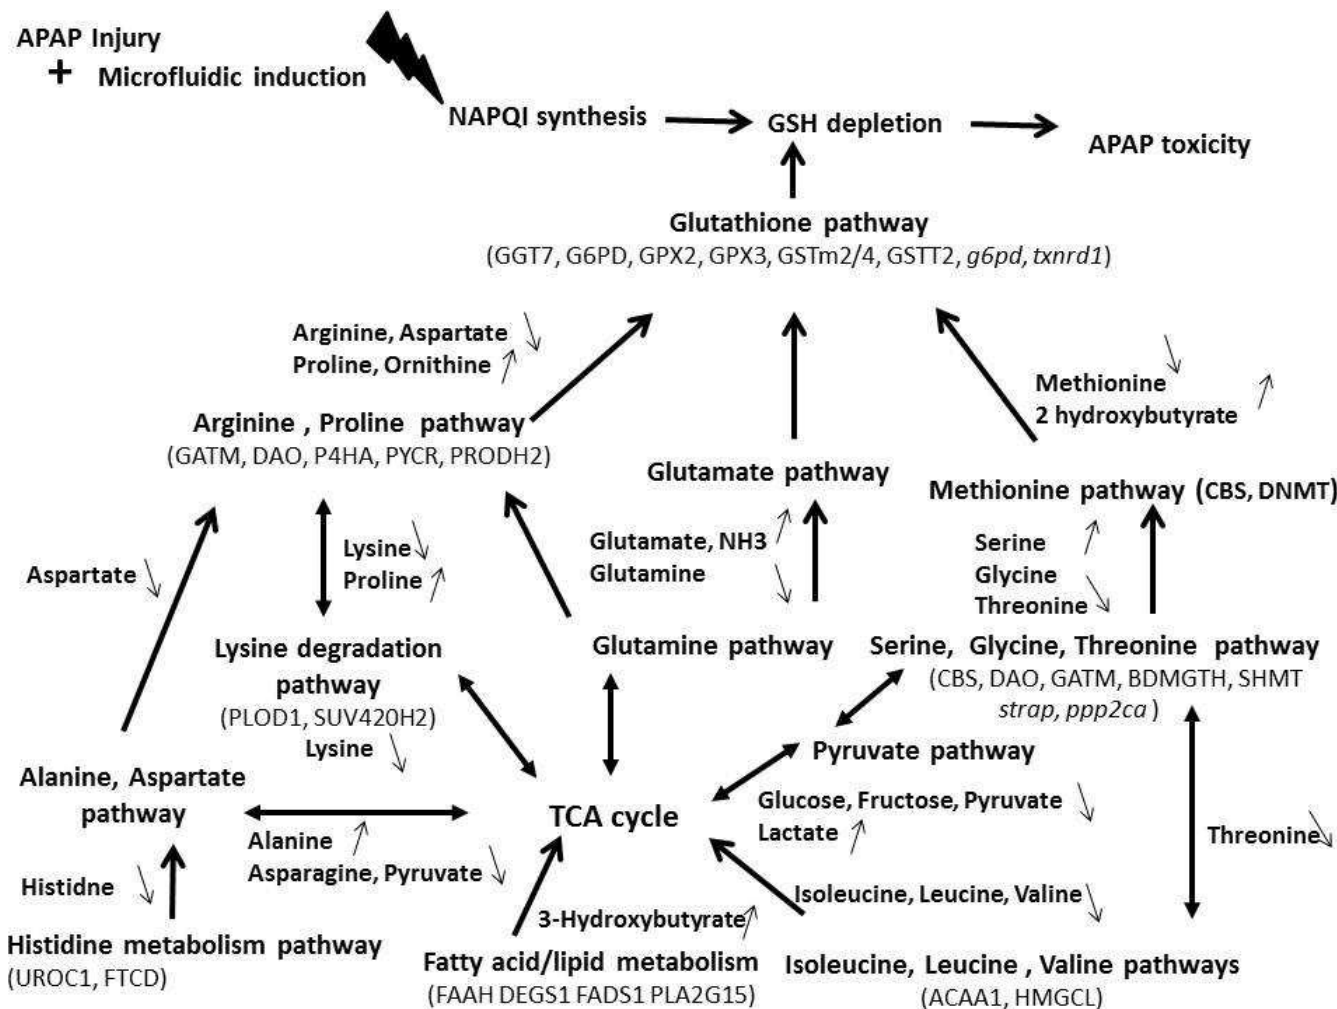 APAP Injury
+ Microfluidic induction
NAPQI synthesis
GSH depletion
APAP toxicity
Glutathione pathway
(GGT7, G6PD, GPX2, GPX3, GSTm2/4, GSTT2, g6pd, txnrd1)
Arginine, Aspartate
Proline, Ornithine
Methionine
2 hydroxybutyrate
Arginine , Proline pathway
(GATM, DAO, P4HA, PYCR, PRODH2)
Glutamate pathway
Methionine pathway (CBS, DNMT)
Aspartate
Lysine
Proline
Glutamate, NH3
Glutamine
Serine
Glycine
Threonine
Lysine degradation
pathway
(PLOD1, SUV420H2)
Lysine
Glutamine pathway
Serine, Glycine, Threonine pathway
(CBS, DAO, GATM, BDMGTH, SHMT
strap, ppp2ca )
Pyruvate pathway
Alanine, Aspartate
pathway
TCA cycle
Glucose, Fructose, Pyruvate
Lactate
Alanine
Asparagine, Pyruvate
Threonine
Histidne
Isoleucine, Leucine, Valine
3-Hydroxybutyrate
Histidine metabolism pathway
(UROC1, FTCD)
Fatty acid/lipid metabolism
(FAAH DEGS1 FADS1 PLA2G15)
Isoleucine, Leucine , Valine pathways
(ACAA1, HMGCL)